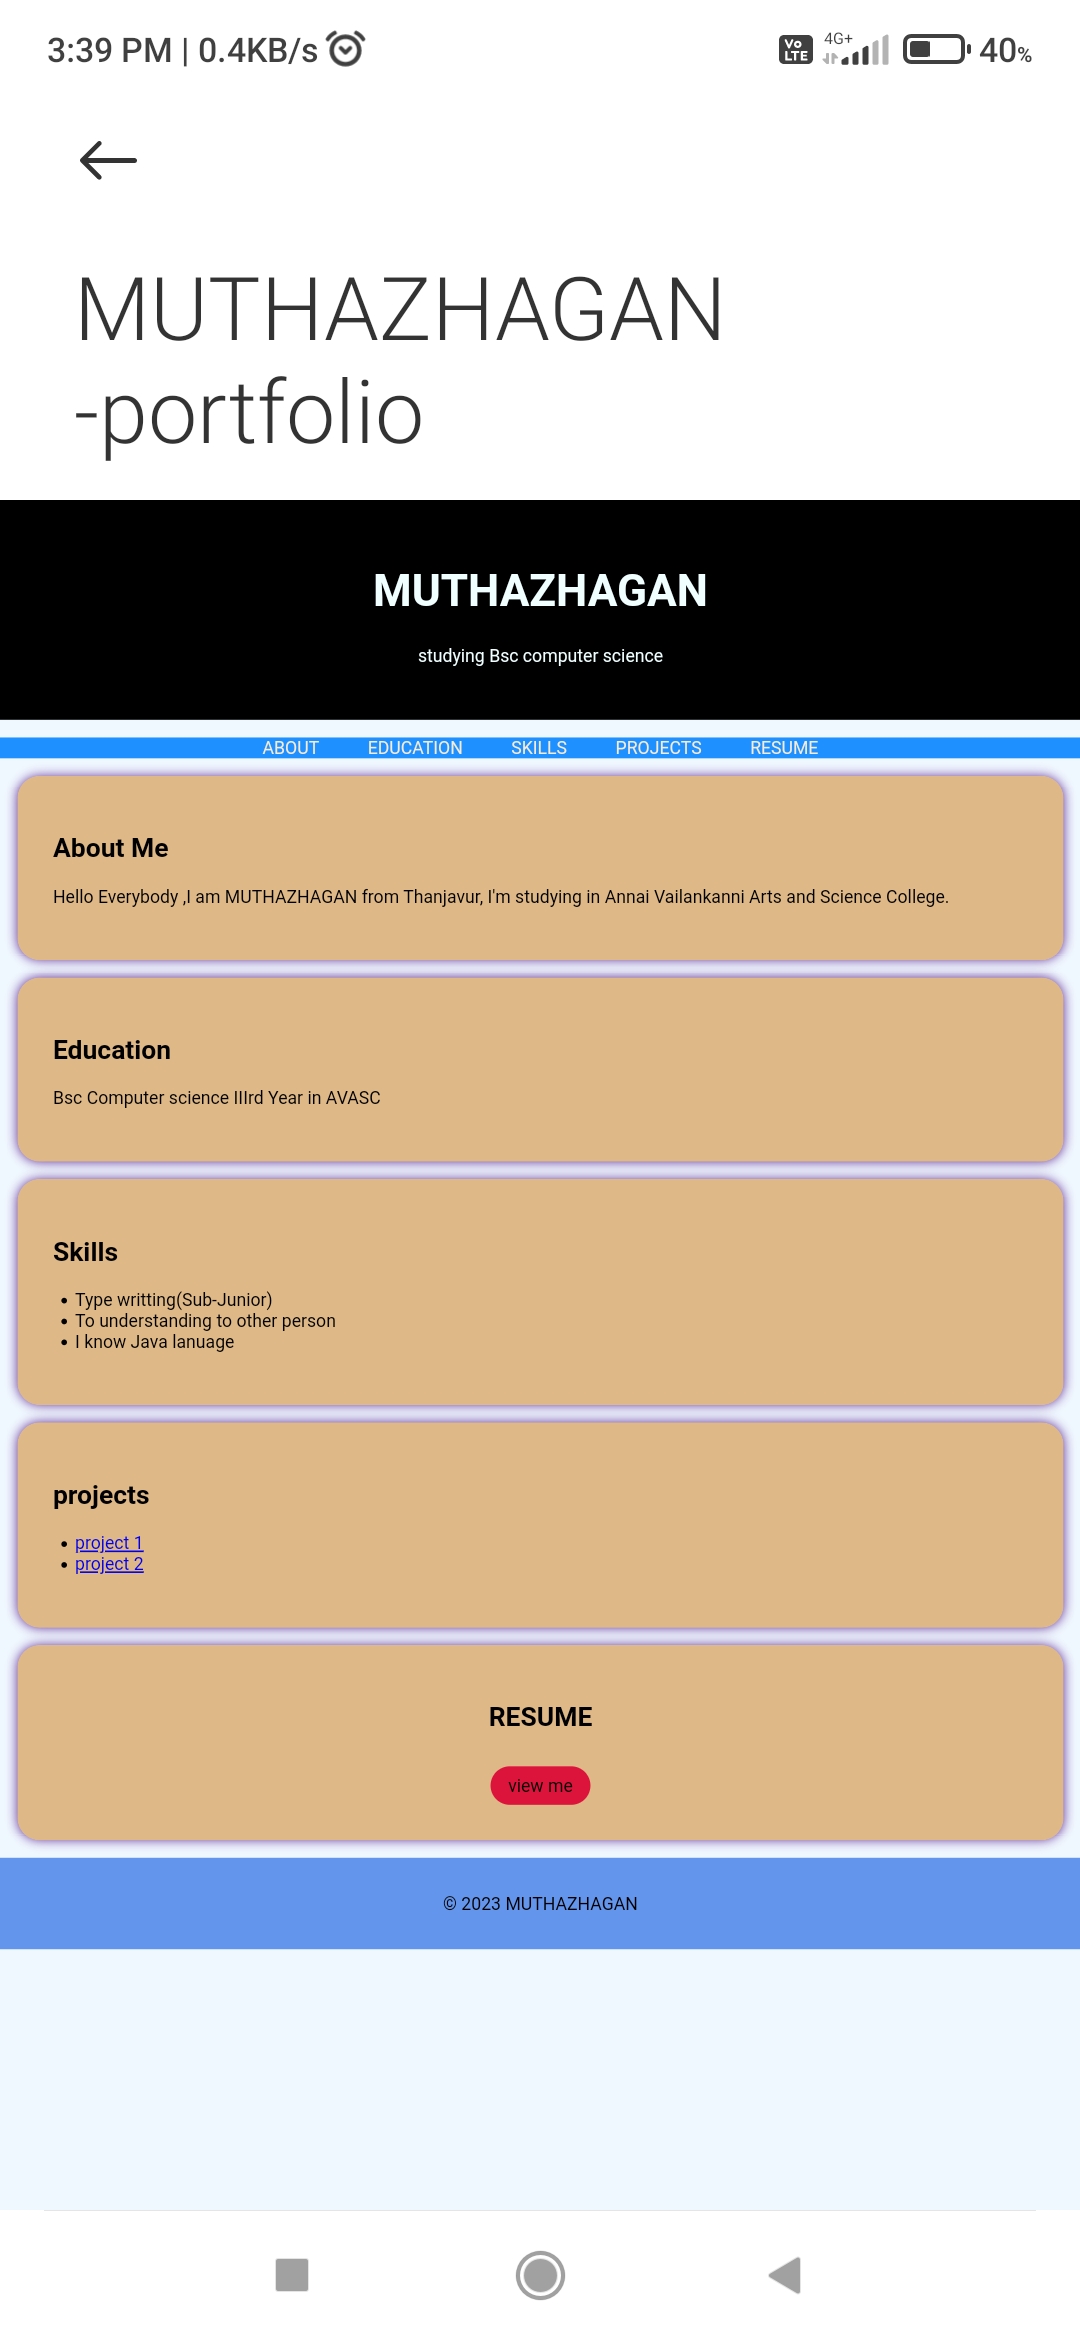 3:39 PM | 0.4KB/s
Vo LTE 4G+ 40%
MUTHAZHAGAN
-portfolio
MUTHAZHAGAN
studying Bsc computer science
ABOUT EDUCATION SKILLS PROJECTS RESUME
About Me
Hello Everybody ,I am MUTHAZHAGAN from Thanjavur, I'm studying in Annai Vailankanni Arts and Science College.
Education
Bsc Computer science IIIrd Year in AVASC
Skills
• Type writting(Sub-Junior)
• To understanding to other person
• I know Java lanuage
projects
• project 1
• project 2
RESUME
view me
© 2023 MUTHAZHAGAN